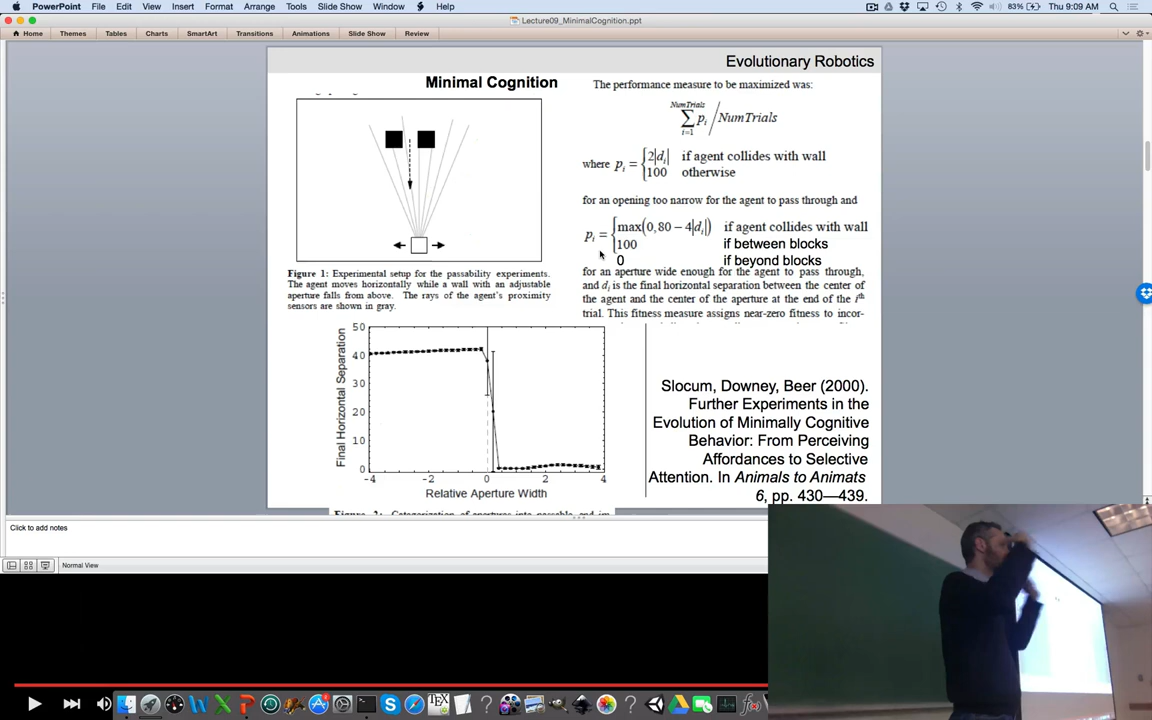 PowerPoint File Edit View Insert Format Arrange Tools Slide Show Window Help 83% Thu 9:09 AM
Lecture09_MinimalCognition.ppt
Home Themes Tables Charts SmartArt Transitions Animations Slide Show Review
Evolutionary Robotics
Minimal Cognition
Figure 1: Experimental setup for the passability experiments.
The agent moves horizontally while a wall with an adjustable
aperture falls from above. The rays of the agent's proximity
sensors are shown in gray.
The performance measure to be maximized was:
NumTrials
∑ p_i / NumTrials
i=1
where p_i = { 2|d_i| if agent collides with wall
100 otherwise
for an opening too narrow for the agent to pass through and
p_i = { max(0, 80 − 4|d_i|) if agent collides with wall
100 if between blocks
0 if beyond blocks
for an aperture wide enough for the agent to pass through,
and d_i is the final horizontal separation between the center of
the agent and the center of the aperture at the end of the i^th
trial. This fitness measure assigns near-zero fitness to incor-
Final Horizontal Separation
50
40
30
20
10
0
-4 -2 0 2 4
Relative Aperture Width
Slocum, Downey, Beer (2000).
Further Experiments in the
Evolution of Minimally Cognitive
Behavior: From Perceiving
Affordances to Selective
Attention. In Animals to Animats
6, pp. 430—439.
Click to add notes
Normal View